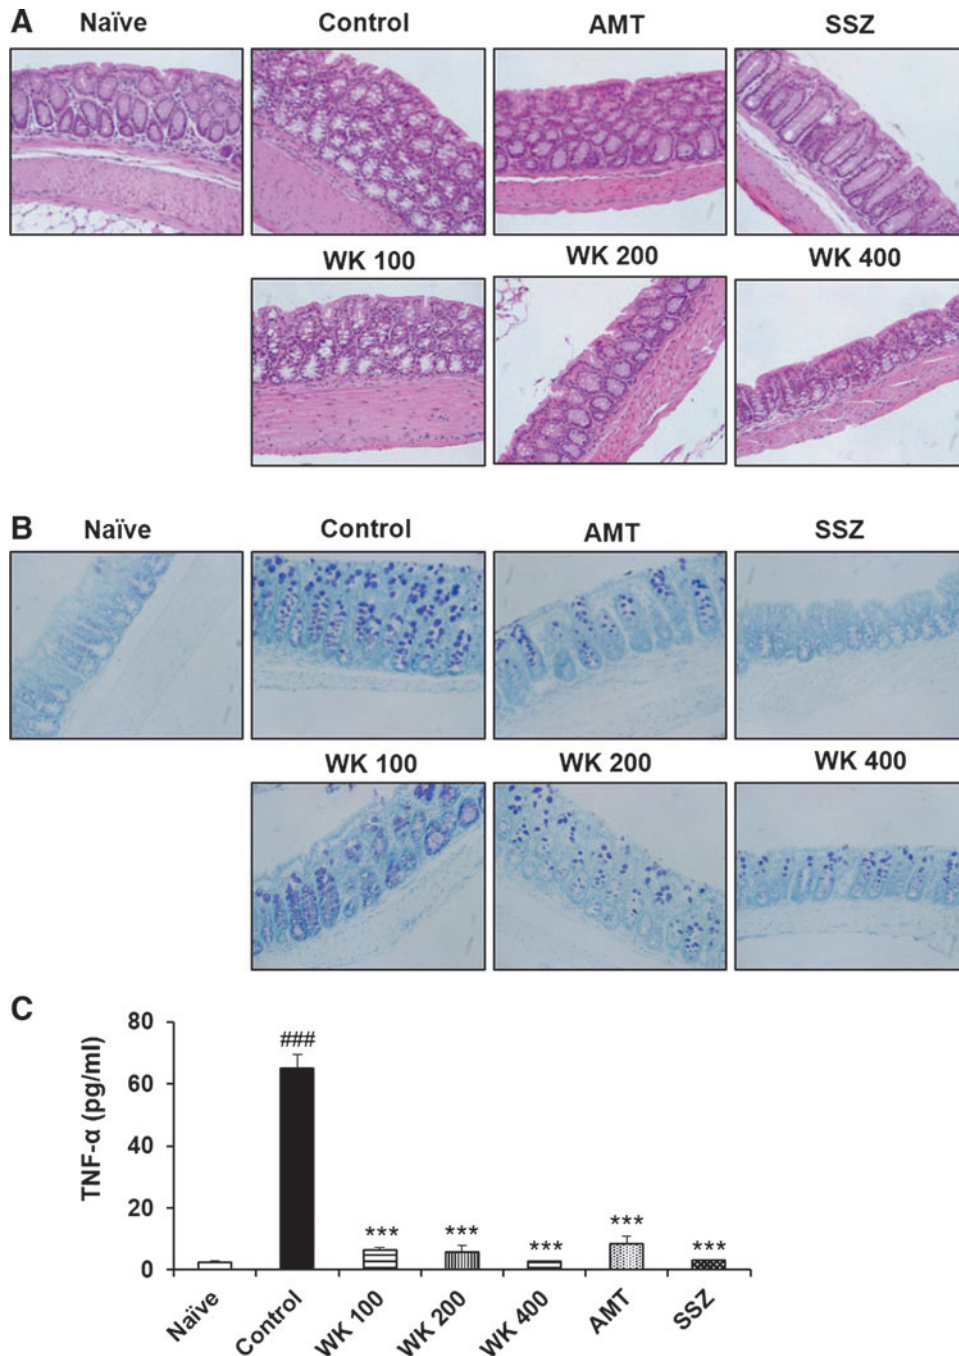 A
Naïve Control AMT SSZ
WK 100 WK 200 WK 400
B
Naïve Control AMT SSZ
WK 100 WK 200 WK 400
C
TNF-α (pg/ml)
80
60
40
20
0
###
*** *** *** *** ***
Naïve Control WK 100 WK 200 WK 400 AMT SSZ